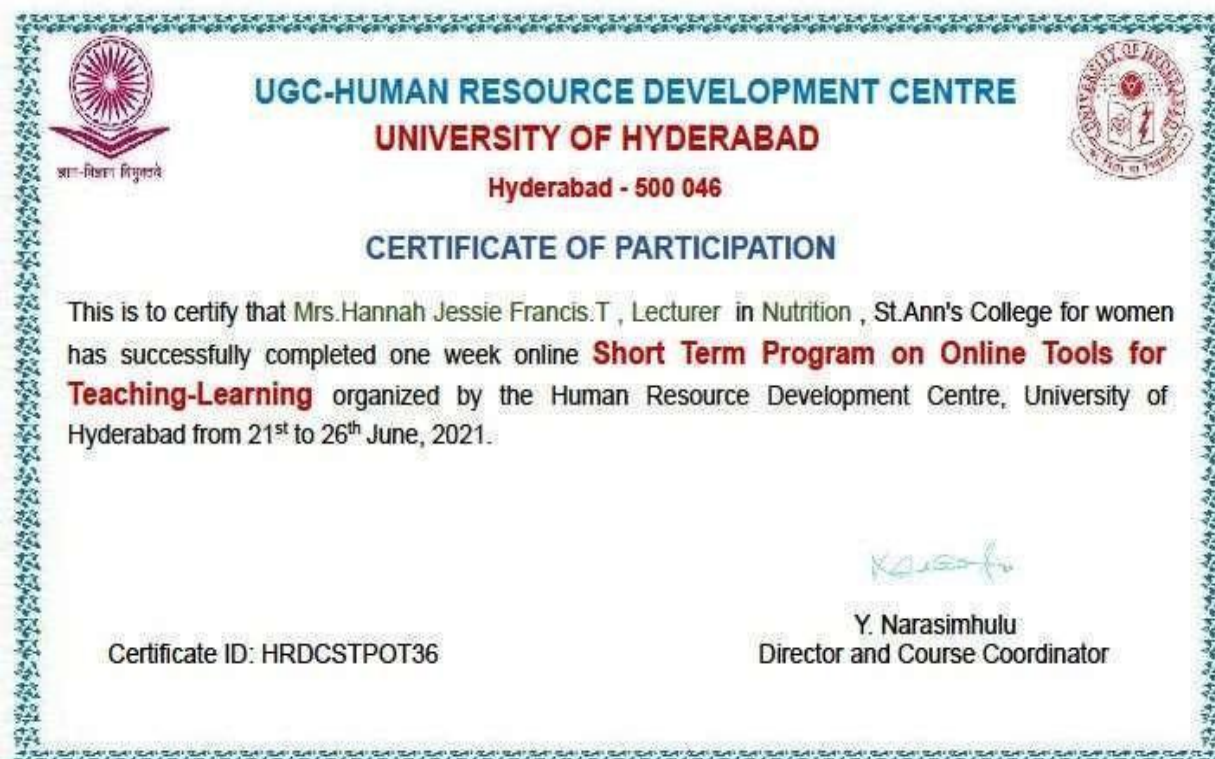 UGC-HUMAN RESOURCE DEVELOPMENT CENTRE
UNIVERSITY OF HYDERABAD
Hyderabad - 500 046
ज्ञान-विज्ञान विमुक्तये
UNIVERSITY OF HYDERABAD
CERTIFICATE OF PARTICIPATION
This is to certify that Mrs.Hannah Jessie Francis.T , Lecturer in Nutrition , St.Ann's College for women
has successfully completed one week online Short Term Program on Online Tools for
Teaching-Learning organized by the Human Resource Development Centre, University of
Hyderabad from 21st to 26th June, 2021.
Y. Narasimhulu
Certificate ID: HRDCSTPOT36
Director and Course Coordinator